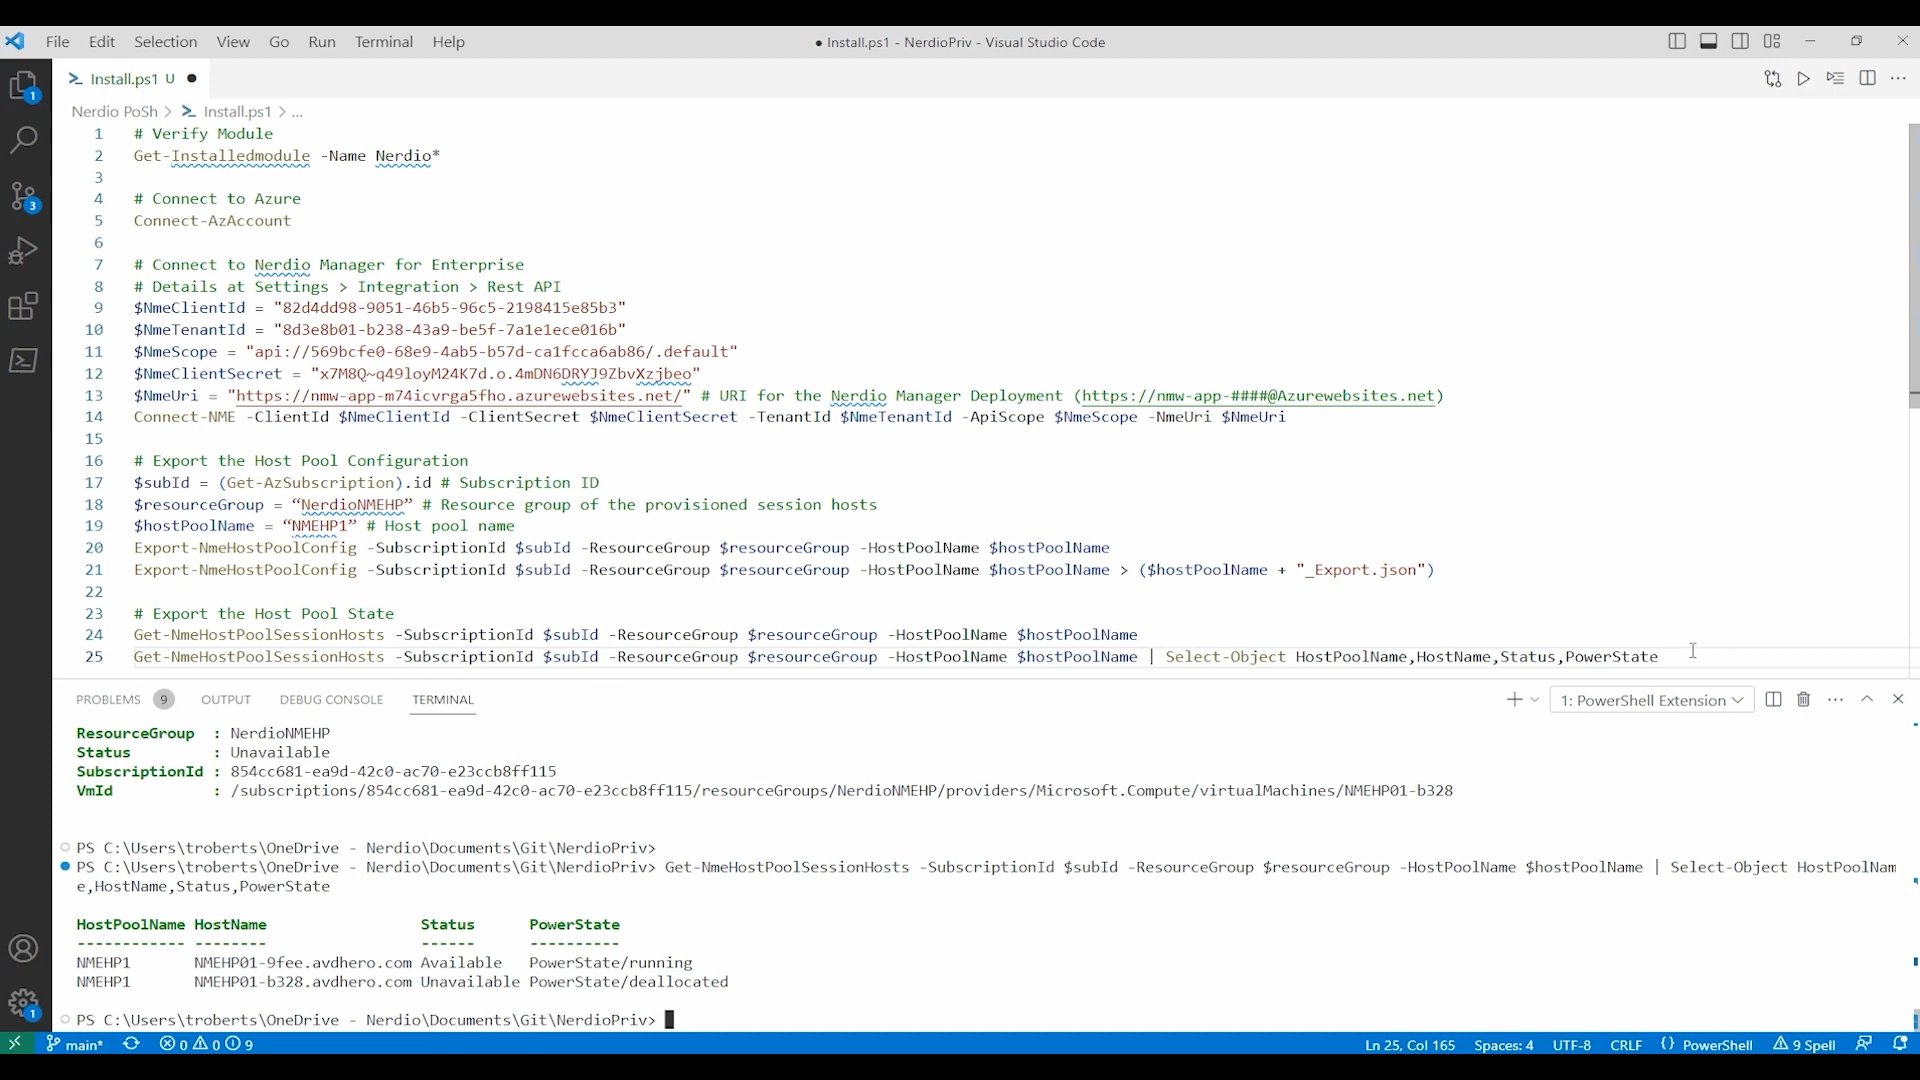 File Edit Selection View Go Run Terminal Help
● Install.ps1 - NerdioPriv - Visual Studio Code
Install.ps1 U ●
Nerdio PoSh > Install.ps1 > ...
1 # Verify Module
2 Get-Installedmodule -Name Nerdio*
3
4 # Connect to Azure
5 Connect-AzAccount
6
7 # Connect to Nerdio Manager for Enterprise
8 # Details at Settings > Integration > Rest API
9 $NmeClientId = "82d4dd98-9051-46b5-96c5-2198415e85b3"
10 $NmeTenantId = "8d3e8b01-b238-43a9-be5f-7a1e1ece016b"
11 $NmeScope = "api://569bcfe0-68e9-4ab5-b57d-ca1fcca6ab86/.default"
12 $NmeClientSecret = "x7M8Q~q49loyM24K7d.o.4mDN6DRYJ9ZbvXzjbeo"
13 $NmeUri = "https://nmw-app-m74icvrga5fho.azurewebsites.net/" # URI for the Nerdio Manager Deployment (https://nmw-app-####@Azurewebsites.net)
14 Connect-NME -ClientId $NmeClientId -ClientSecret $NmeClientSecret -TenantId $NmeTenantId -ApiScope $NmeScope -NmeUri $NmeUri
15
16 # Export the Host Pool Configuration
17 $subId = (Get-AzSubscription).id # Subscription ID
18 $resourceGroup = “NerdioNMEHP” # Resource group of the provisioned session hosts
19 $hostPoolName = “NMEHP1” # Host pool name
20 Export-NmeHostPoolConfig -SubscriptionId $subId -ResourceGroup $resourceGroup -HostPoolName $hostPoolName
21 Export-NmeHostPoolConfig -SubscriptionId $subId -ResourceGroup $resourceGroup -HostPoolName $hostPoolName > ($hostPoolName + "_Export.json")
22
23 # Export the Host Pool State
24 Get-NmeHostPoolSessionHosts -SubscriptionId $subId -ResourceGroup $resourceGroup -HostPoolName $hostPoolName
25 Get-NmeHostPoolSessionHosts -SubscriptionId $subId -ResourceGroup $resourceGroup -HostPoolName $hostPoolName | Select-Object HostPoolName,HostName,Status,PowerState
PROBLEMS 9 OUTPUT DEBUG CONSOLE TERMINAL 1: PowerShell Extension
ResourceGroup : NerdioNMEHP
Status : Unavailable
SubscriptionId : 854cc681-ea9d-42c0-ac70-e23ccb8ff115
VmId : /subscriptions/854cc681-ea9d-42c0-ac70-e23ccb8ff115/resourceGroups/NerdioNMEHP/providers/Microsoft.Compute/virtualMachines/NMEHP01-b328
PS C:\Users\troberts\OneDrive - Nerdio\Documents\Git\NerdioPriv>
PS C:\Users\troberts\OneDrive - Nerdio\Documents\Git\NerdioPriv> Get-NmeHostPoolSessionHosts -SubscriptionId $subId -ResourceGroup $resourceGroup -HostPoolName $hostPoolName | Select-Object HostPoolNam
e,HostName,Status,PowerState
HostPoolName HostName Status PowerState
------------ -------- ------ ----------
NMEHP1 NMEHP01-9fee.avdhero.com Available PowerState/running
NMEHP1 NMEHP01-b328.avdhero.com Unavailable PowerState/deallocated
PS C:\Users\troberts\OneDrive - Nerdio\Documents\Git\NerdioPriv>
1
3
1
main* 0 0 9 Ln 25, Col 165 Spaces: 4 UTF-8 CRLF {} PowerShell 9 Spell